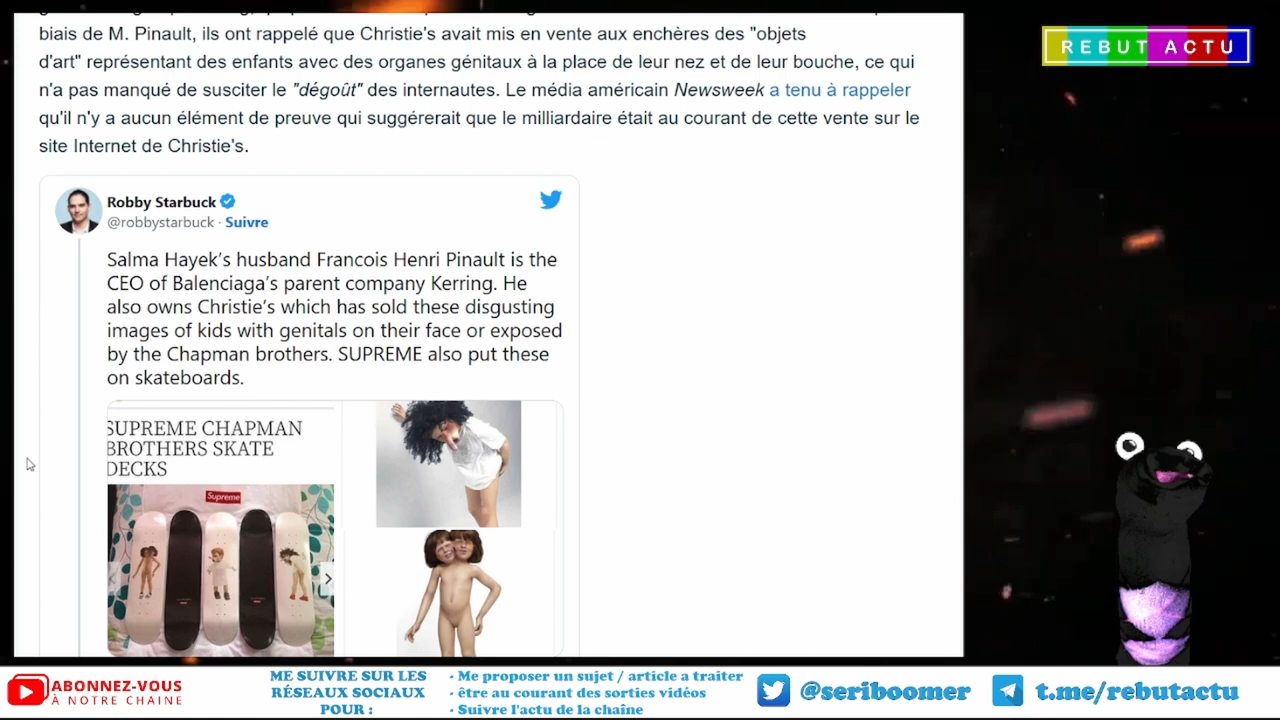 biais de M. Pinault, ils ont rappelé que Christie's avait mis en vente aux enchères des "objets
d'art" représentant des enfants avec des organes génitaux à la place de leur nez et de leur bouche, ce qui
n'a pas manqué de susciter le "dégoût" des internautes. Le média américain Newsweek a tenu à rappeler
qu'il n'y a aucun élément de preuve qui suggérerait que le milliardaire était au courant de cette vente sur le
site Internet de Christie's.
Robby Starbuck
@robbystarbuck · Suivre
Salma Hayek's husband Francois Henri Pinault is the
CEO of Balenciaga's parent company Kerring. He
also owns Christie's which has sold these disgusting
images of kids with genitals on their face or exposed
by the Chapman brothers. SUPREME also put these
on skateboards.
SUPREME CHAPMAN
BROTHERS SKATE
DECKS
Supreme
REBUT ACTU
ABONNEZ-VOUS
À NOTRE CHAINE
ME SUIVRE SUR LES
RÉSEAUX SOCIAUX
POUR :
- Me proposer un sujet / article a traiter
- être au courant des sorties vidéos
- Suivre l'actu de la chaîne
@seriboomer
t.me/rebutactu